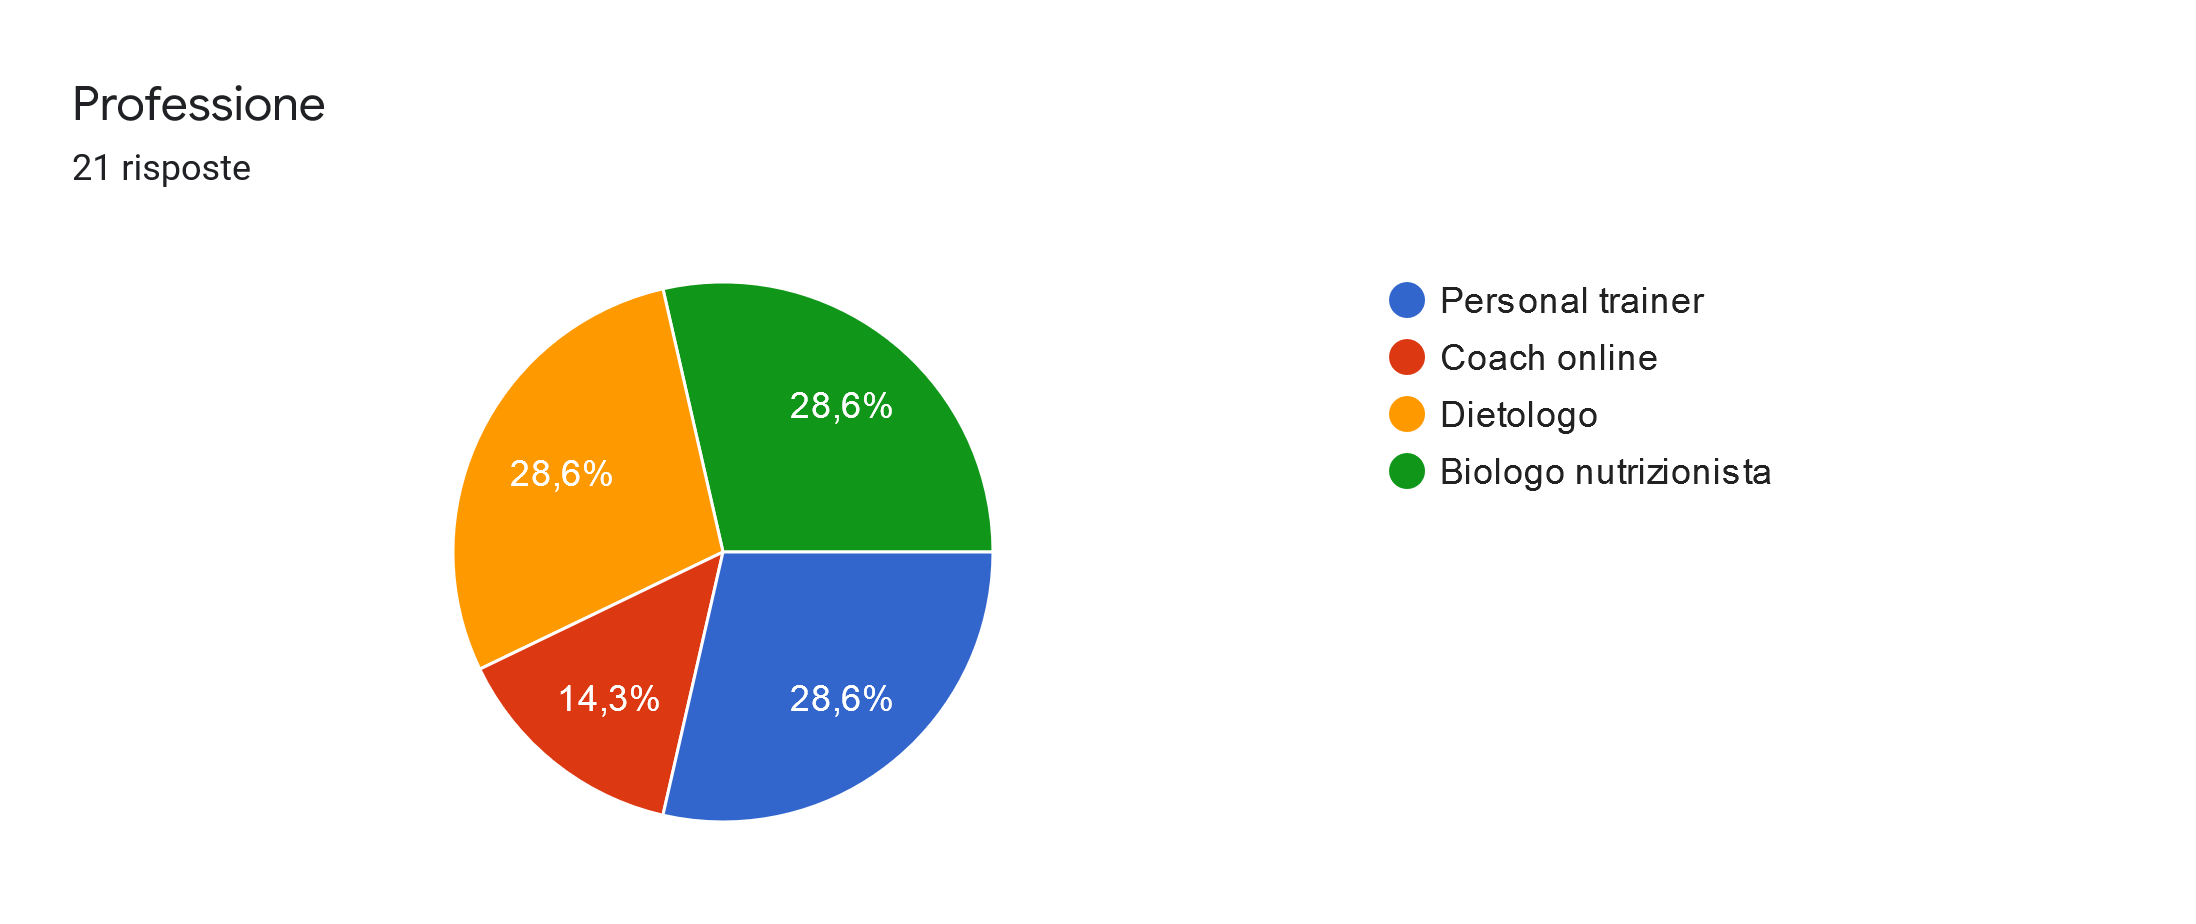 Professione
21 risposte
28,6%
28,6%
14,3%
28,6%
Personal trainer
Coach online
Dietologo
Biologo nutrizionista